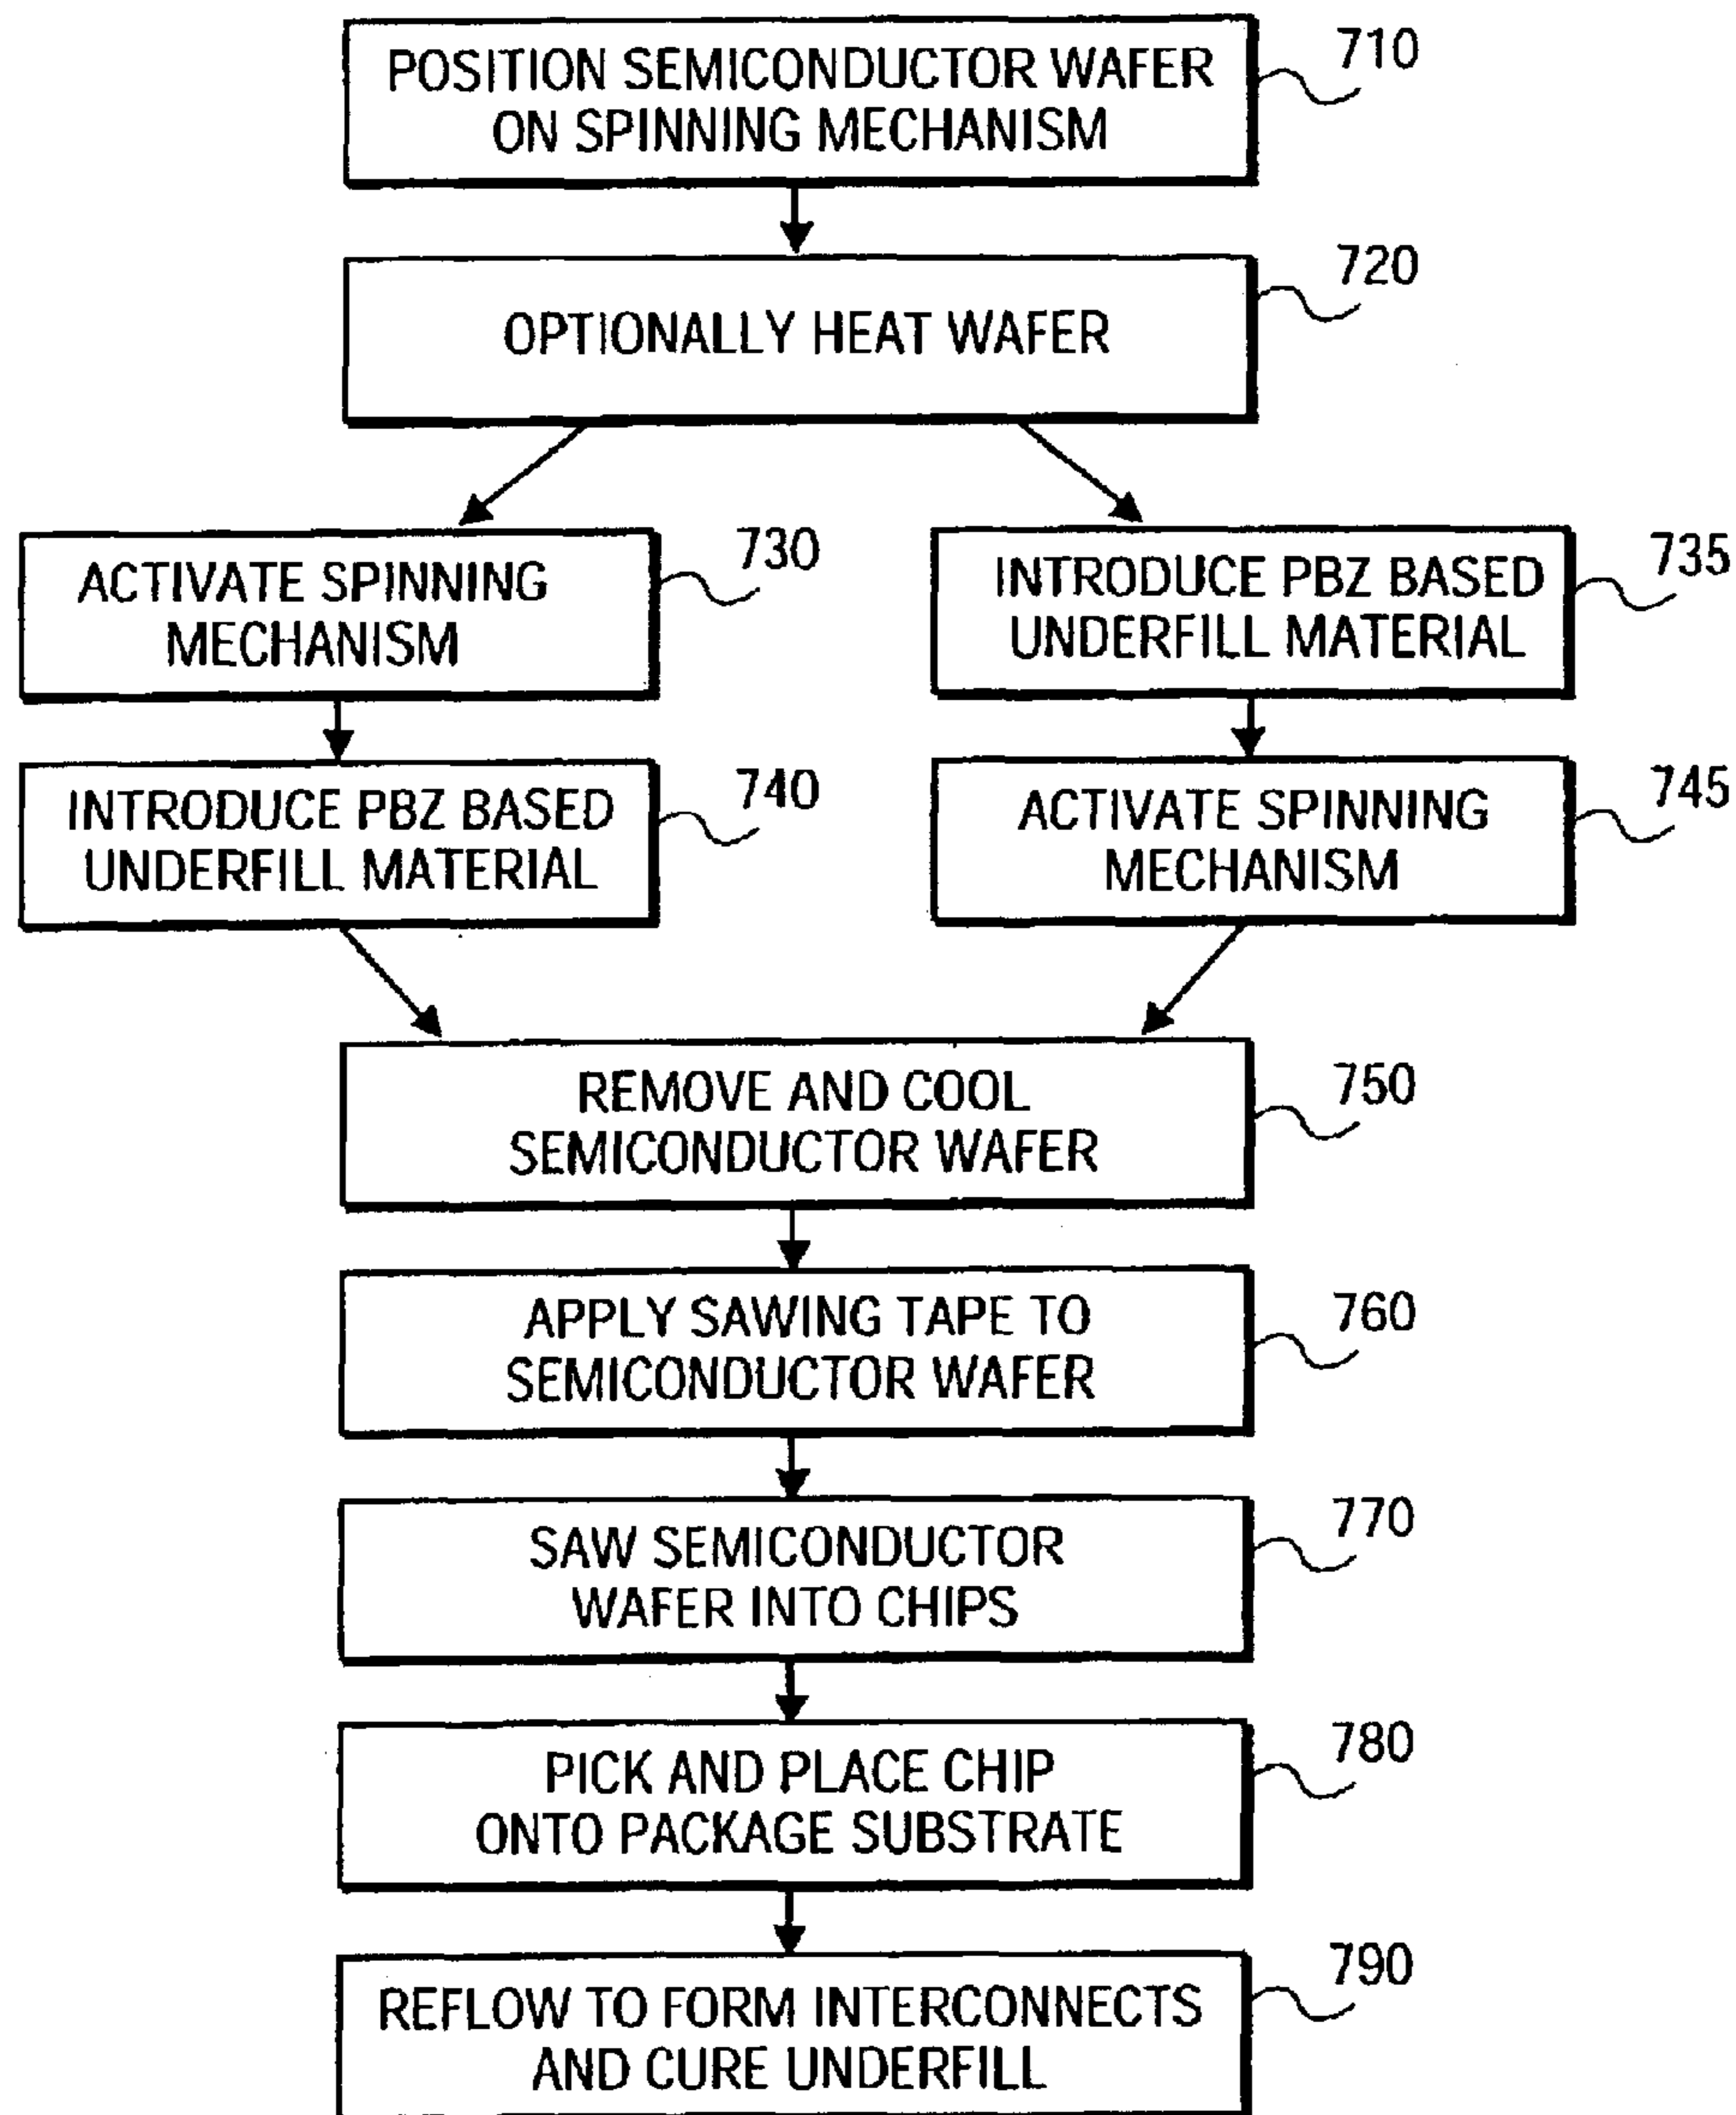 POSITION SEMICONDUCTOR WAFER
ON SPINNING MECHANISM
710
OPTIONALLY HEAT WAFER
720
ACTIVATE SPINNING
MECHANISM
730
INTRODUCE PBZ BASED
UNDERFILL MATERIAL
735
INTRODUCE PBZ BASED
UNDERFILL MATERIAL
740
ACTIVATE SPINNING
MECHANISM
745
REMOVE AND COOL
SEMICONDUCTOR WAFER
750
APPLY SAWING TAPE TO
SEMICONDUCTOR WAFER
760
SAW SEMICONDUCTOR
WAFER INTO CHIPS
770
PICK AND PLACE CHIP
ONTO PACKAGE SUBSTRATE
780
REFLOW TO FORM INTERCONNECTS
AND CURE UNDERFILL
790